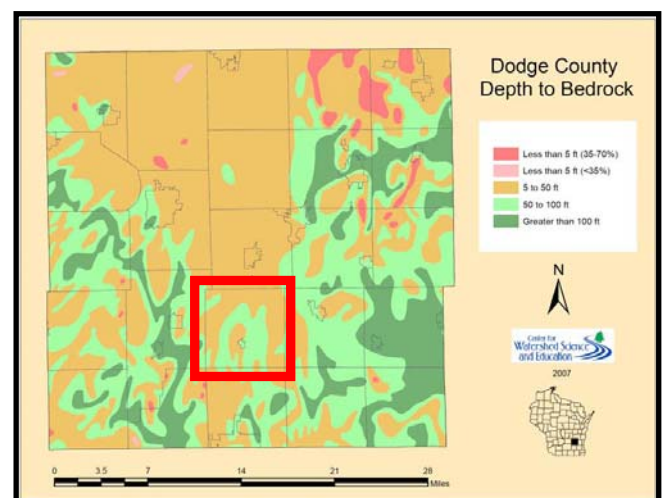 Dodge County
Depth to Bedrock
Less than 5 ft (35-70%)
Less than 5 ft (<35%)
5 to 50 ft
50 to 100 ft
Greater than 100 ft
N
Center for
Watershed Science
and Education
2007
0 3.5 7 14 21 28
Miles